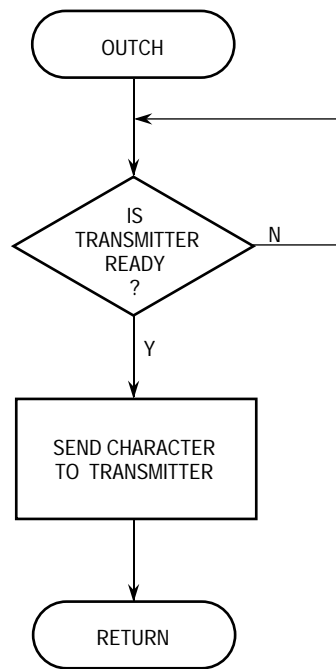 OUTCH
IS
TRANSMITTER
READY
?
N
Y
SEND CHARACTER
TO TRANSMITTER
RETURN